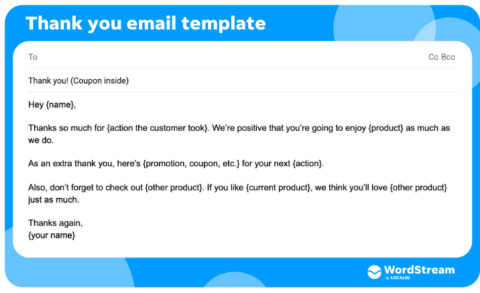 Thank you email template
To Cc Bcc
Thank you! (Coupon inside)
Hey {name},
Thanks so much for {action the customer took}. We're positive that you're going to enjoy {product} as much as
we do.
As an extra thank you, here's {promotion, coupon, etc.} for your next {action}.
Also, don't forget to check out {other product}. If you like {current product}, we think you'll love {other product}
just as much.
Thanks again,
{your name}
WordStream
by LOCALiQ